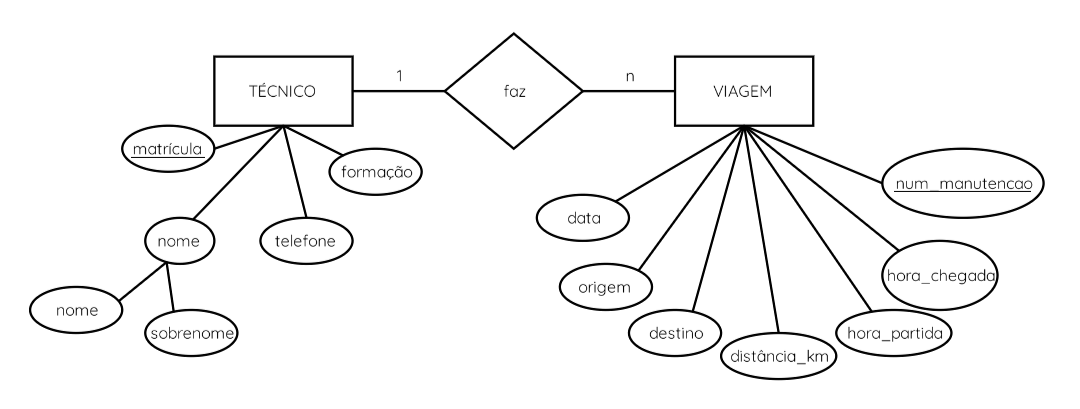 TÉCNICO
1
faz
n
VIAGEM
matrícula
formação
num_manutencao
data
nome
telefone
hora_chegada
origem
nome
sobrenome
destino
hora_partida
distância_km